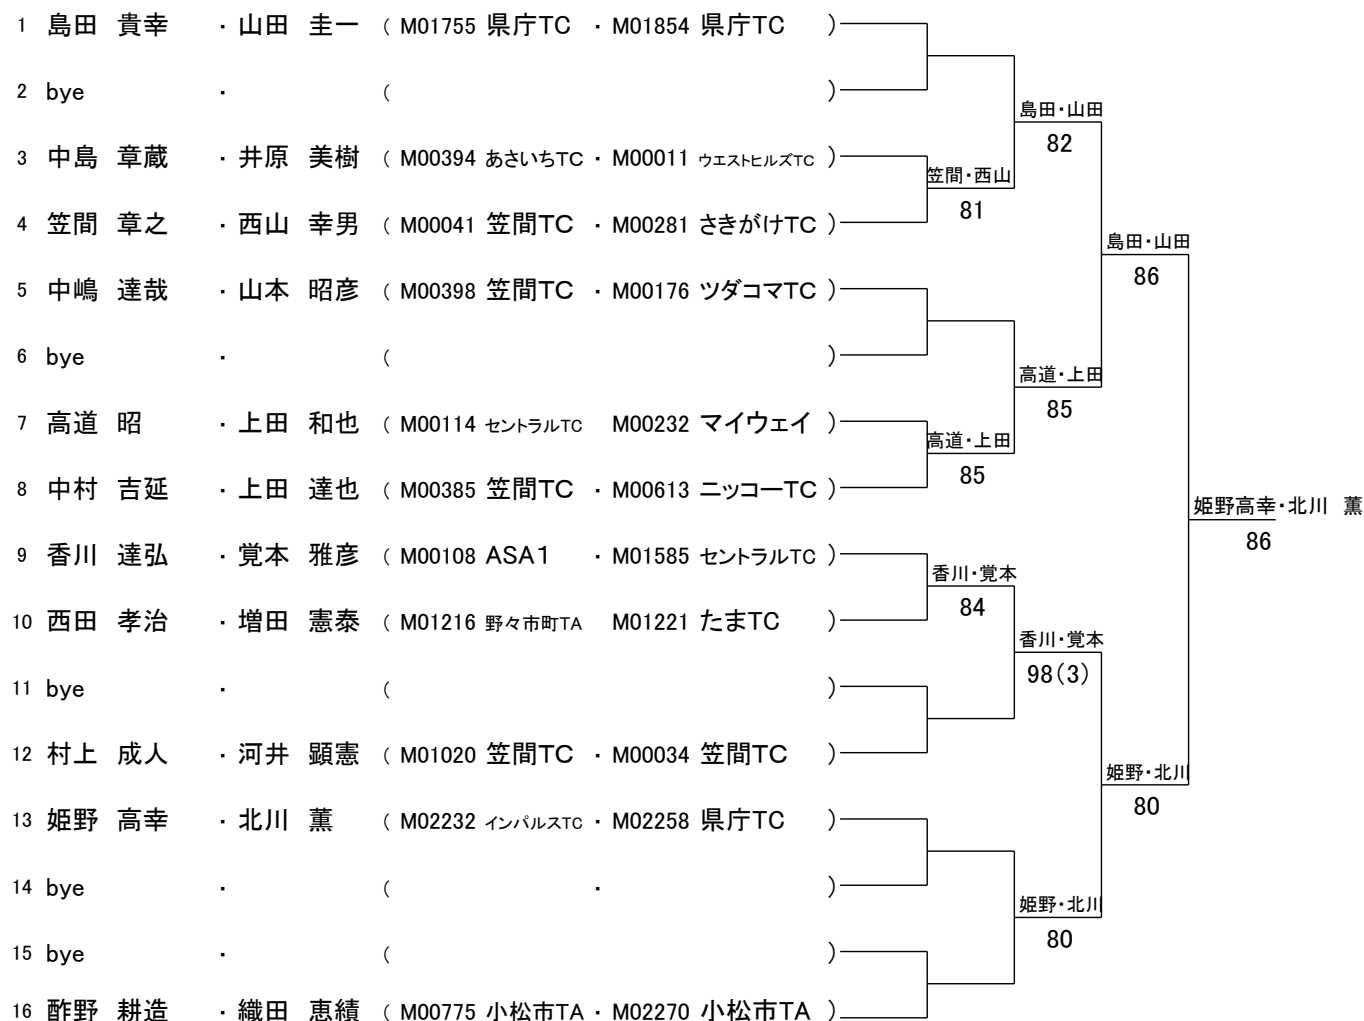 1 島田 貴幸 ・ 山田 圭一 ( M01755 県庁TC ・ M01854 県庁TC )
2 bye ・ ( )
島田・山田
82
3 中島 章蔵 ・ 井原 美樹 ( M00394 あさいちTC ・ M00011 ウエストヒルズTC )
笠間・西山
81
4 笠間 章之 ・ 西山 幸男 ( M00041 笠間TC ・ M00281 さきがけTC )
島田・山田
86
5 中嶋 達哉 ・ 山本 昭彦 ( M00398 笠間TC ・ M00176 ツダコマTC )
6 bye ・ ( )
高道・上田
85
7 高道 昭 ・ 上田 和也 ( M00114 セントラルTC M00232 マイウェイ )
高道・上田
85
8 中村 吉延 ・ 上田 達也 ( M00385 笠間TC ・ M00613 ニッコーTC )
姫野高幸・北川 薫
86
9 香川 達弘 ・ 覚本 雅彦 ( M00108 ASA1 ・ M01585 セントラルTC )
香川・覚本
84
10 西田 孝治 ・ 増田 憲泰 ( M01216 野々市町TA M01221 たまTC )
香川・覚本
98(3)
11 bye ・ ( )
12 村上 成人 ・ 河井 顕憲 ( M01020 笠間TC ・ M00034 笠間TC )
姫野・北川
80
13 姫野 高幸 ・ 北川 薫 ( M02232 インパルスTC ・ M02258 県庁TC )
14 bye ・ ( ・ )
姫野・北川
80
15 bye ・ ( )
16 酢野 耕造 ・ 織田 恵績 ( M00775 小松市TA ・ M02270 小松市TA )